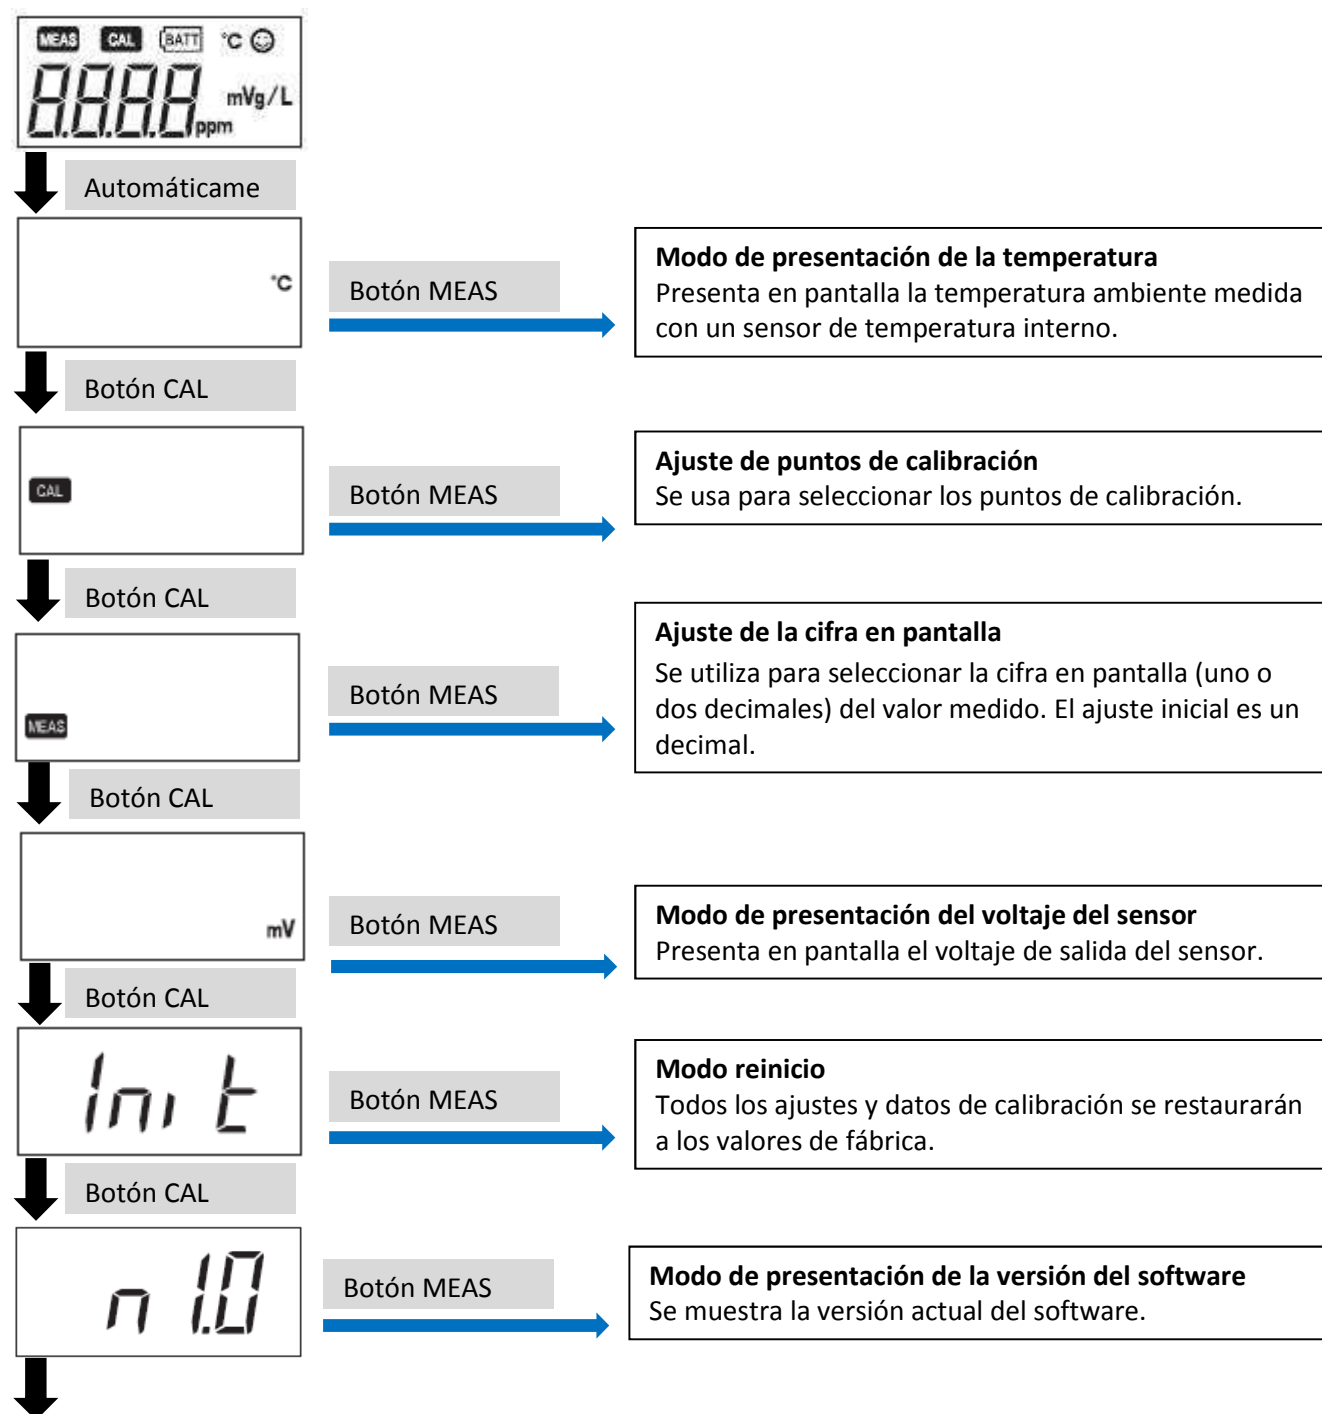 MEAS CAL BATT °C
8.8.8.8 mVg/L
ppm
Automáticame
°C
Botón MEAS
Modo de presentación de la temperatura
Presenta en pantalla la temperatura ambiente medida
con un sensor de temperatura interno.
Botón CAL
CAL
Botón MEAS
Ajuste de puntos de calibración
Se usa para seleccionar los puntos de calibración.
Botón CAL
MEAS
Botón MEAS
Ajuste de la cifra en pantalla
Se utiliza para seleccionar la cifra en pantalla (uno o
dos decimales) del valor medido. El ajuste inicial es un
decimal.
Botón CAL
mV
Botón MEAS
Modo de presentación del voltaje del sensor
Presenta en pantalla el voltaje de salida del sensor.
Botón CAL
Init
Botón MEAS
Modo reinicio
Todos los ajustes y datos de calibración se restaurarán
a los valores de fábrica.
Botón CAL
n 1.0
Botón MEAS
Modo de presentación de la versión del software
Se muestra la versión actual del software.